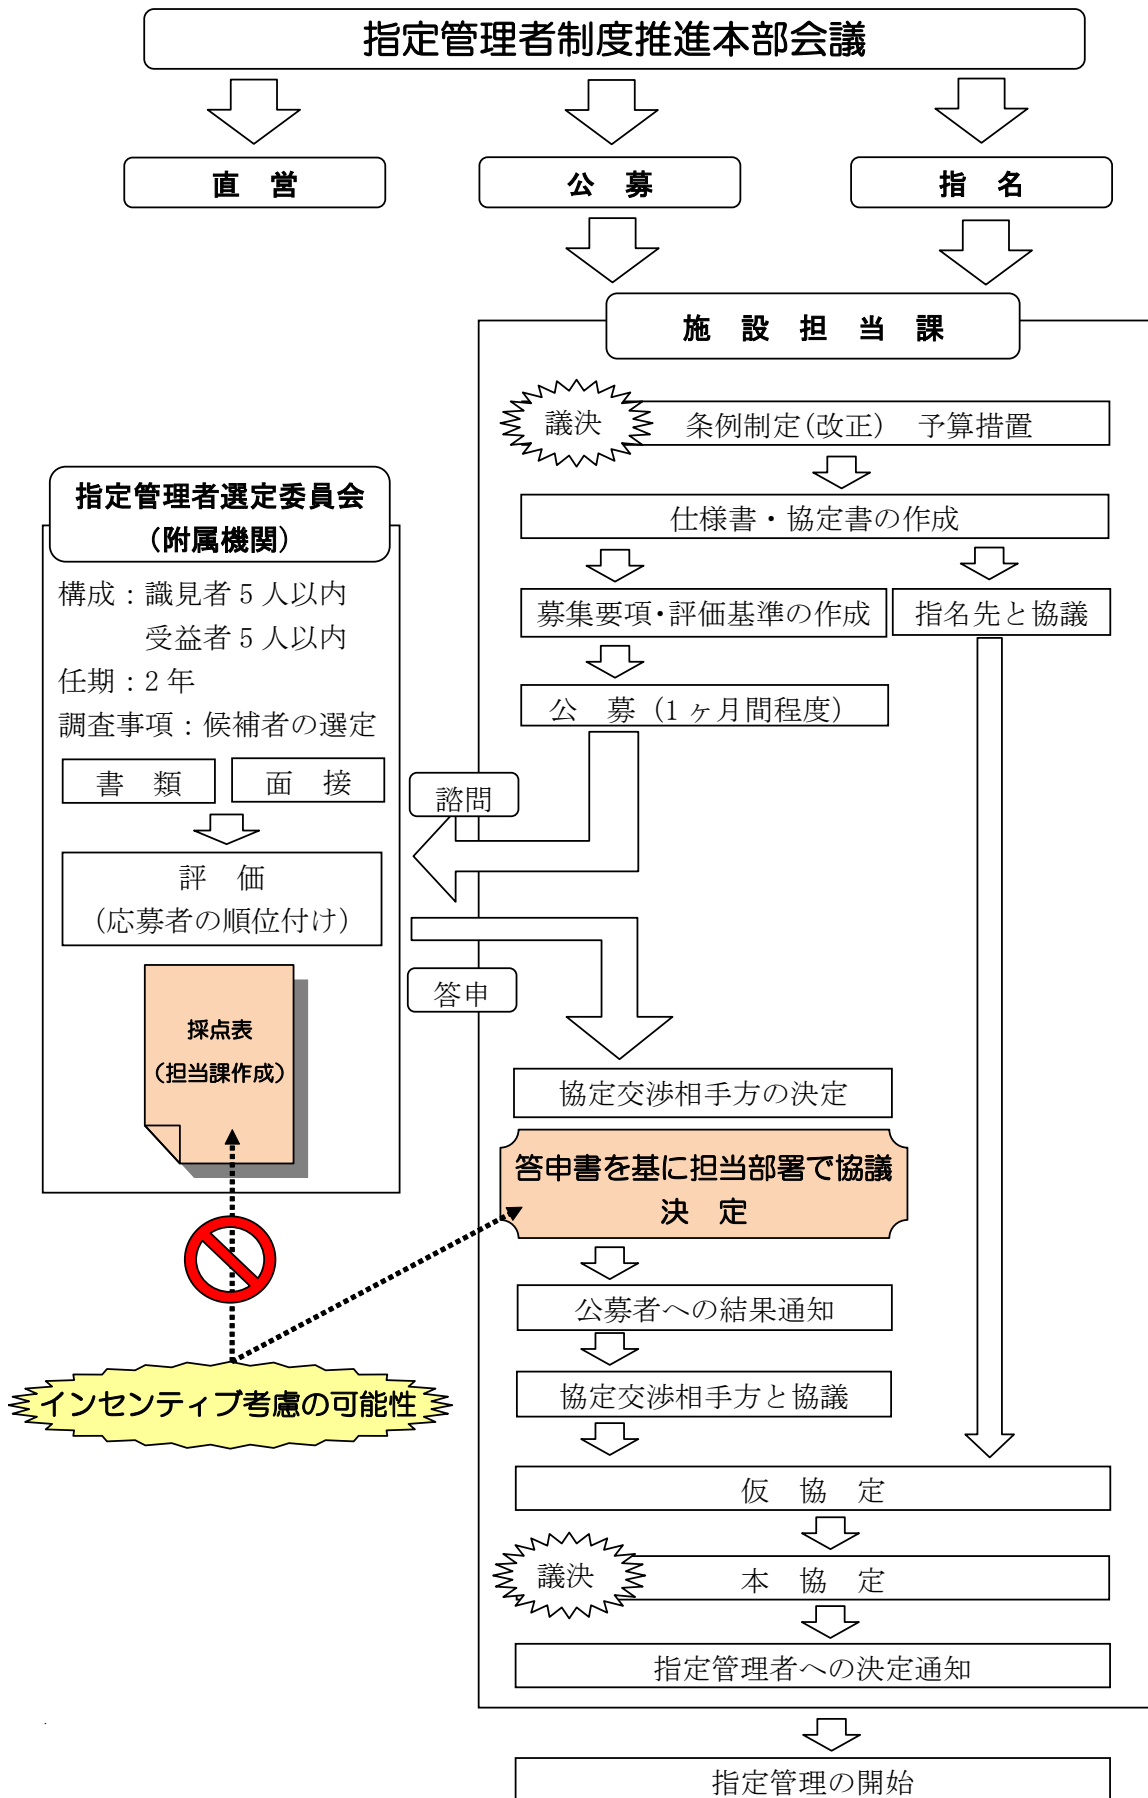 指定管理者制度推進本部会議
直　営
公　募
指　名
施　設　担　当　課
議決
条例制定(改正)　予算措置
仕様書・協定書の作成
募集要項・評価基準の作成
指名先と協議
公　募（1ヶ月間程度）
指定管理者選定委員会
（附属機関）
構成：識見者5人以内
受益者5人以内
任期：2年
調査事項：候補者の選定
書　類
面　接
諮問
評　価
（応募者の順位付け）
答申
採点表
（担当課作成）
協定交渉相手方の決定
答申書を基に担当部署で協議
決　定
公募者への結果通知
協定交渉相手方と協議
インセンティブ考慮の可能性
仮　協　定
議決
本　協　定
指定管理者への決定通知
指定管理の開始